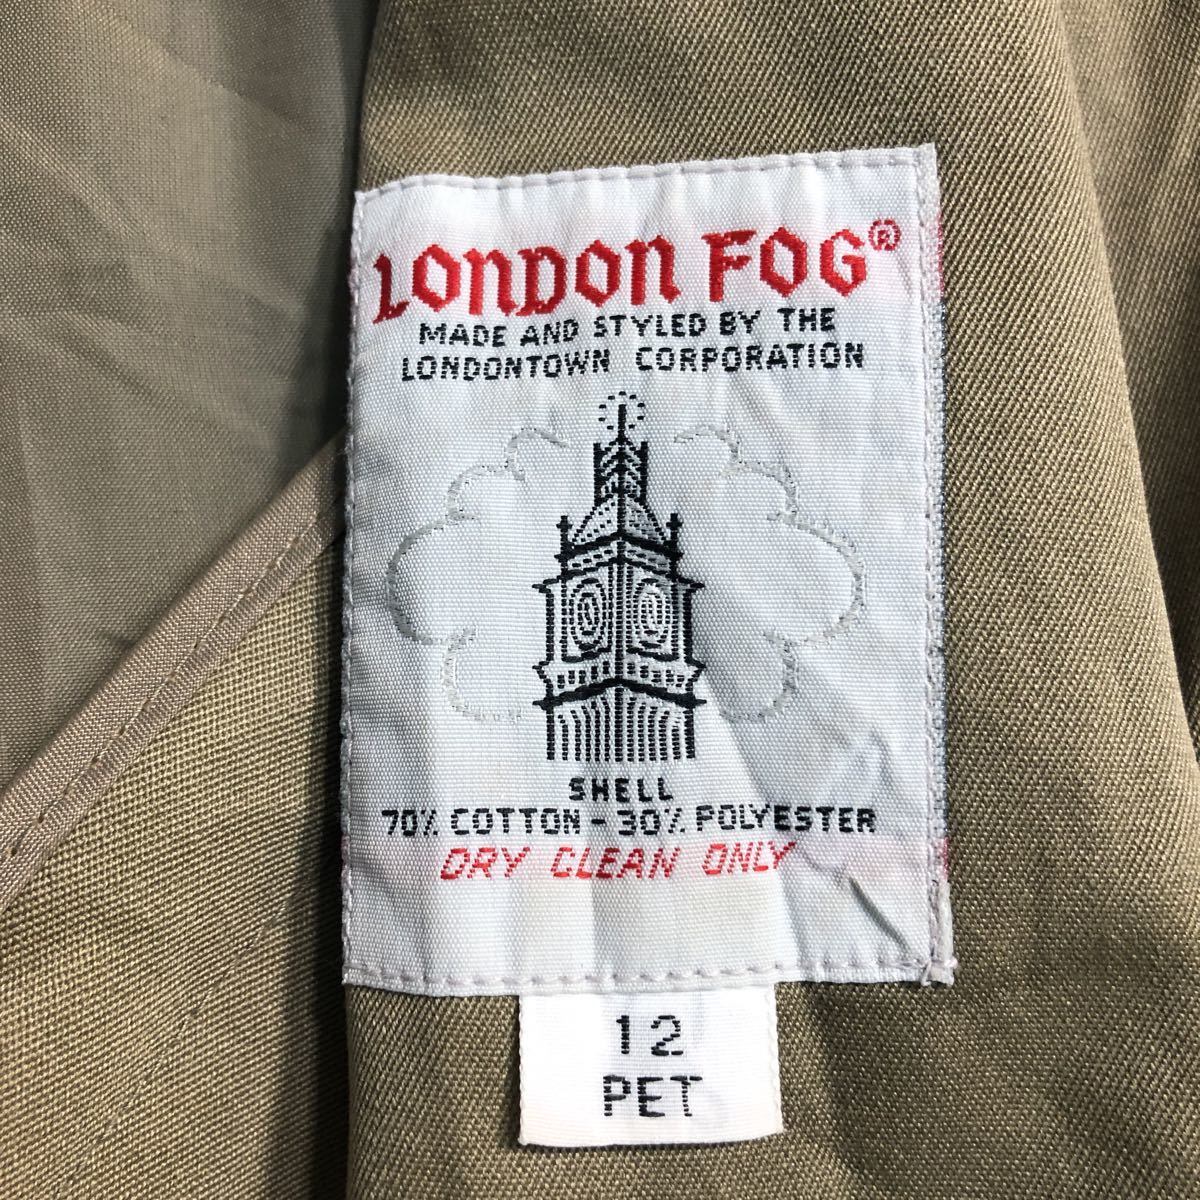 LONDON FOG®
MADE AND STYLED BY THE
LONDONTOWN CORPORATION
SHELL
70% COTTON - 30% POLYESTER
DRY CLEAN ONLY
12
PET